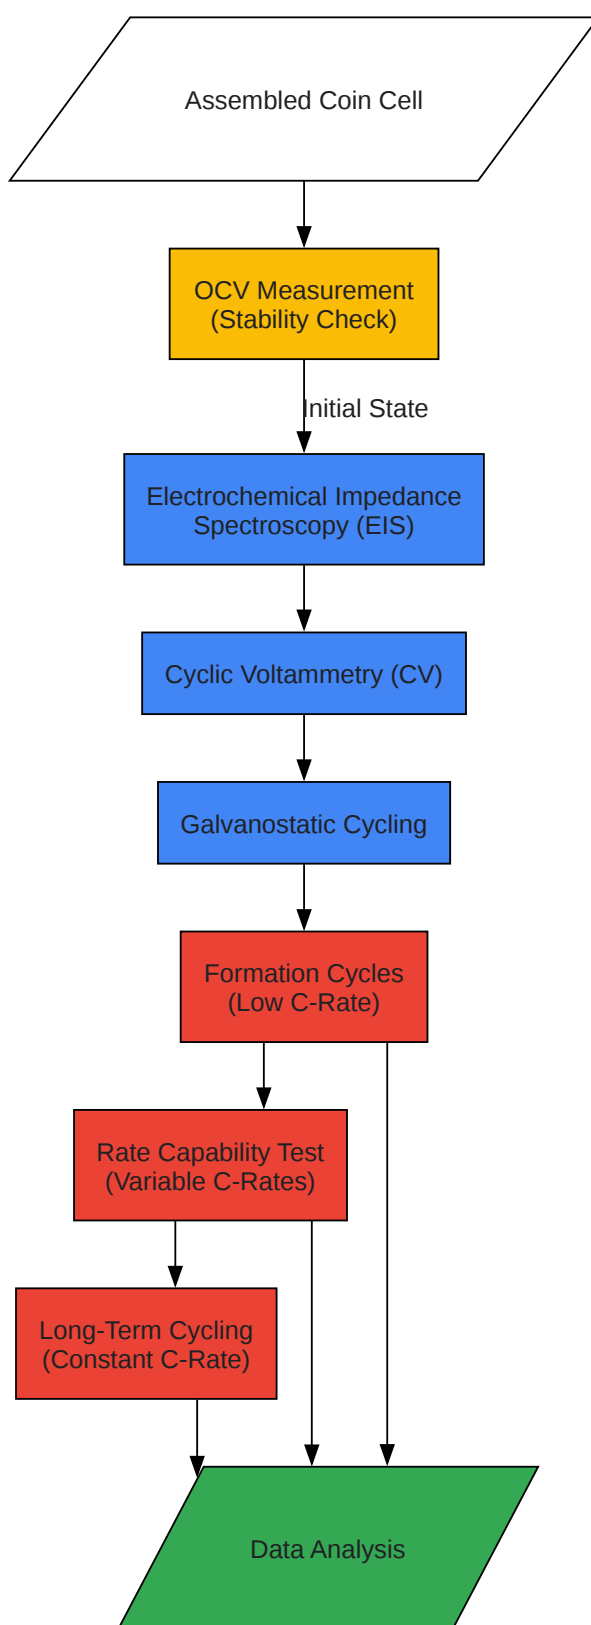 Assembled Coin Cell
OCV Measurement
(Stability Check)
Initial State
Electrochemical Impedance
Spectroscopy (EIS)
Cyclic Voltammetry (CV)
Galvanostatic Cycling
Formation Cycles
(Low C-Rate)
Rate Capability Test
(Variable C-Rates)
Long-Term Cycling
(Constant C-Rate)
Data Analysis